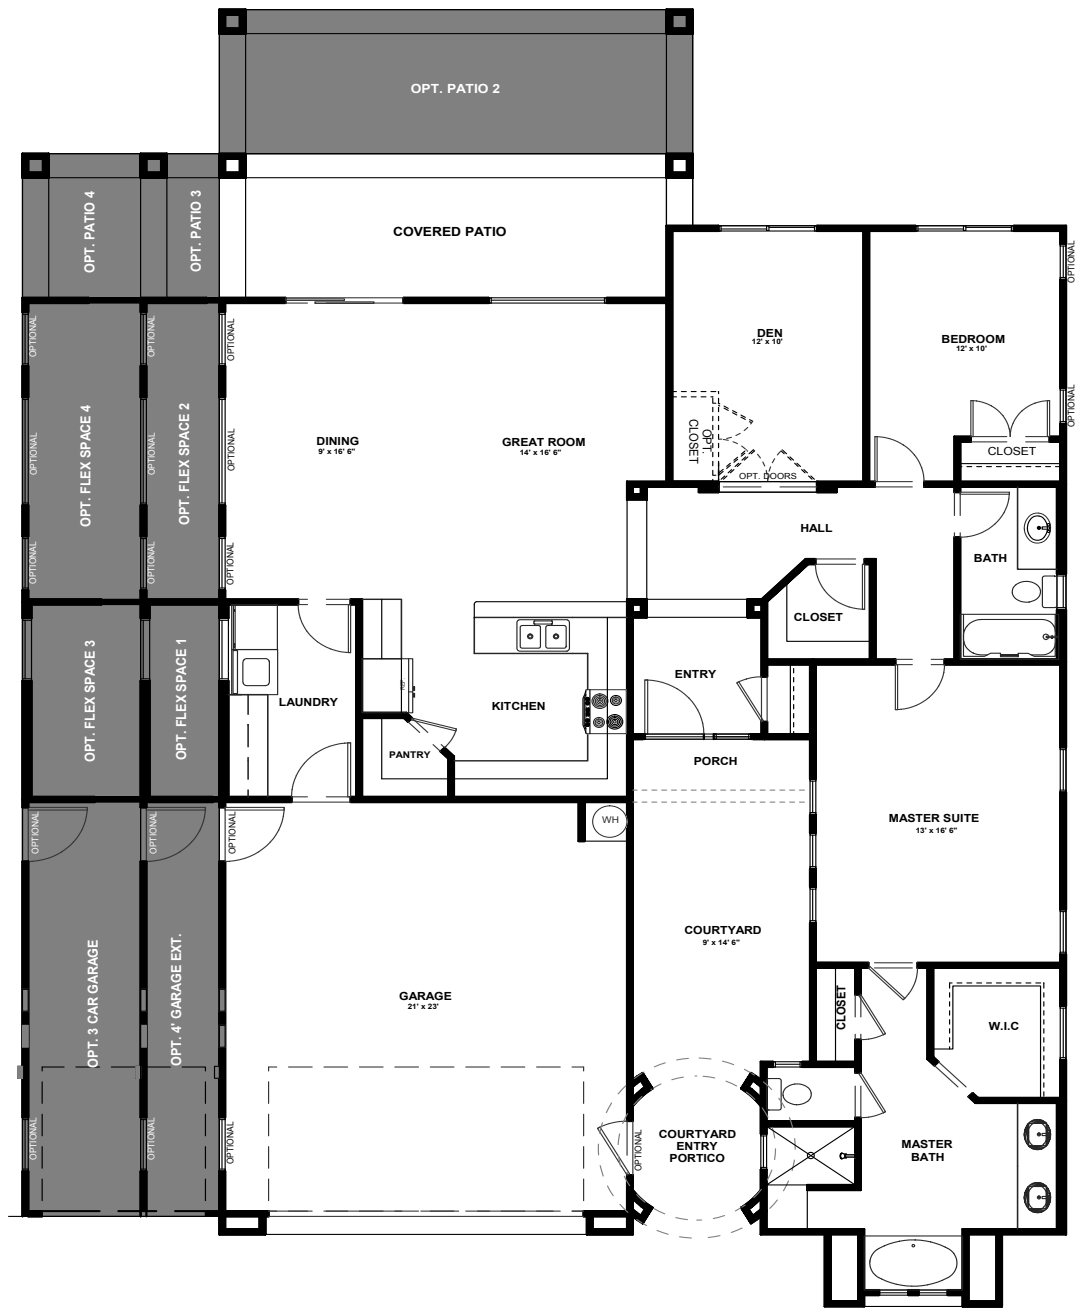 OPT. PATIO 2
OPT. PATIO 4
OPT. PATIO 3
COVERED PATIO
OPTIONAL
DEN
12' x 10'
BEDROOM
12' x 10'
OPTIONAL
OPTIONAL
OPTIONAL
OPTIONAL
OPT. FLEX SPACE 4
OPT. FLEX SPACE 2
OPTIONAL
OPTIONAL
OPTIONAL
DINING
9' x 16' 6"
GREAT ROOM
14' x 16' 6"
OPT.
CLOSET
OPT. DOORS
CLOSET
HALL
BATH
OPTIONAL
OPTIONAL
OPTIONAL
CLOSET
OPT. FLEX SPACE 3
OPT. FLEX SPACE 1
LAUNDRY
REF
KITCHEN
ENTRY
PANTRY
PORCH
OPTIONAL
OPTIONAL
OPTIONAL
WH
MASTER SUITE
13' x 16' 6"
COURTYARD
9' x 14' 6"
OPT. 3 CAR GARAGE
OPT. 4' GARAGE EXT.
GARAGE
21' x 23'
CLOSET
W.I.C
OPTIONAL
OPTIONAL
OPTIONAL
OPTIONAL
COURTYARD
ENTRY
PORTICO
MASTER
BATH